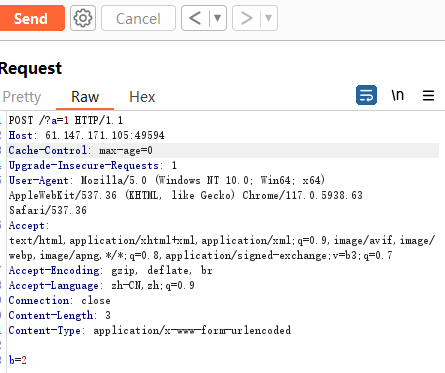 Send Cancel < >
Request
Pretty Raw Hex \n
POST /?a=1 HTTP/1.1
Host: 61.147.171.105:49594
Cache-Control: max-age=0
Upgrade-Insecure-Requests: 1
User-Agent: Mozilla/5.0 (Windows NT 10.0; Win64; x64)
AppleWebKit/537.36 (KHTML, like Gecko) Chrome/117.0.5938.63
Safari/537.36
Accept:
text/html,application/xhtml+xml,application/xml;q=0.9,image/avif,image/
webp,image/apng,*/*;q=0.8,application/signed-exchange;v=b3;q=0.7
Accept-Encoding: gzip, deflate, br
Accept-Language: zh-CN,zh;q=0.9
Connection: close
Content-Length: 3
Content-Type: application/x-www-form-urlencoded
b=2